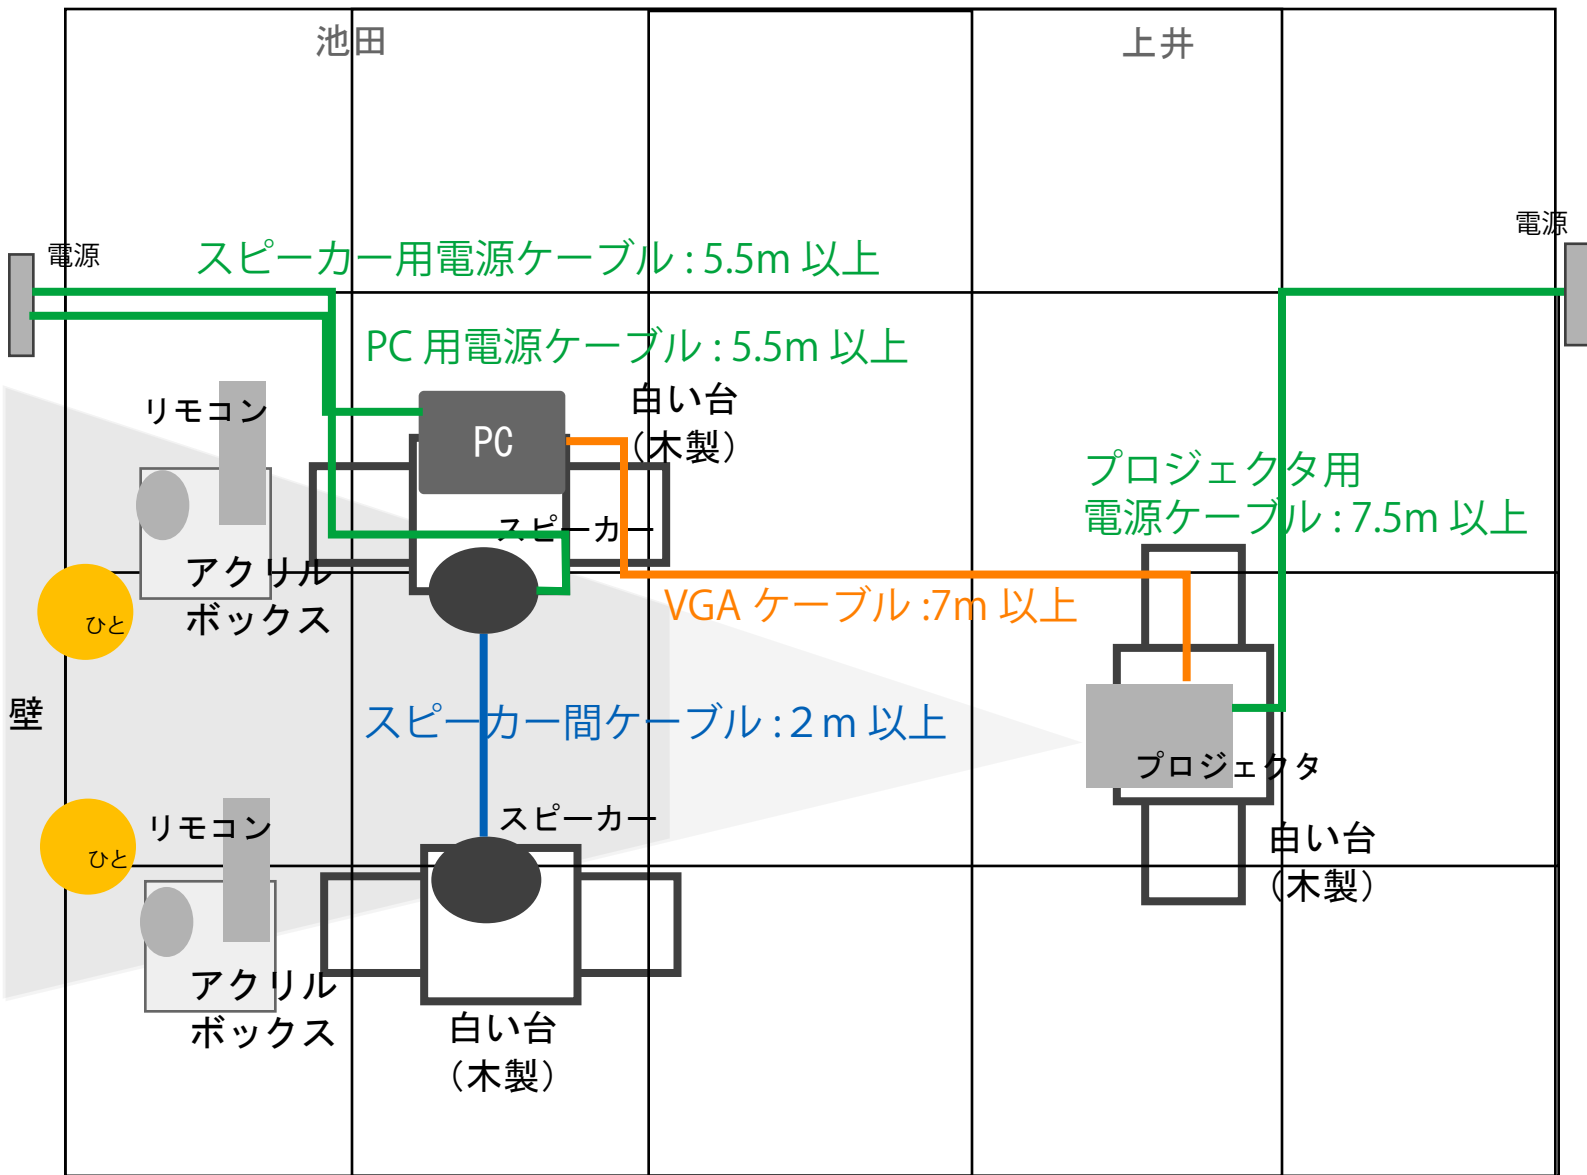 池田
上井
電源
電源
スピーカー用電源ケーブル : 5.5m 以上
PC 用電源ケーブル : 5.5m 以上
リモコン
PC
白い台
（木製）
プロジェクタ用
電源ケーブル : 7.5m 以上
スピーカー
アクリル
ボックス
ひと
VGA ケーブル :7m 以上
壁
スピーカー間ケーブル : 2 m 以上
プロジェクタ
リモコン
スピーカー
ひと
白い台
（木製）
アクリル
ボックス
白い台
（木製）